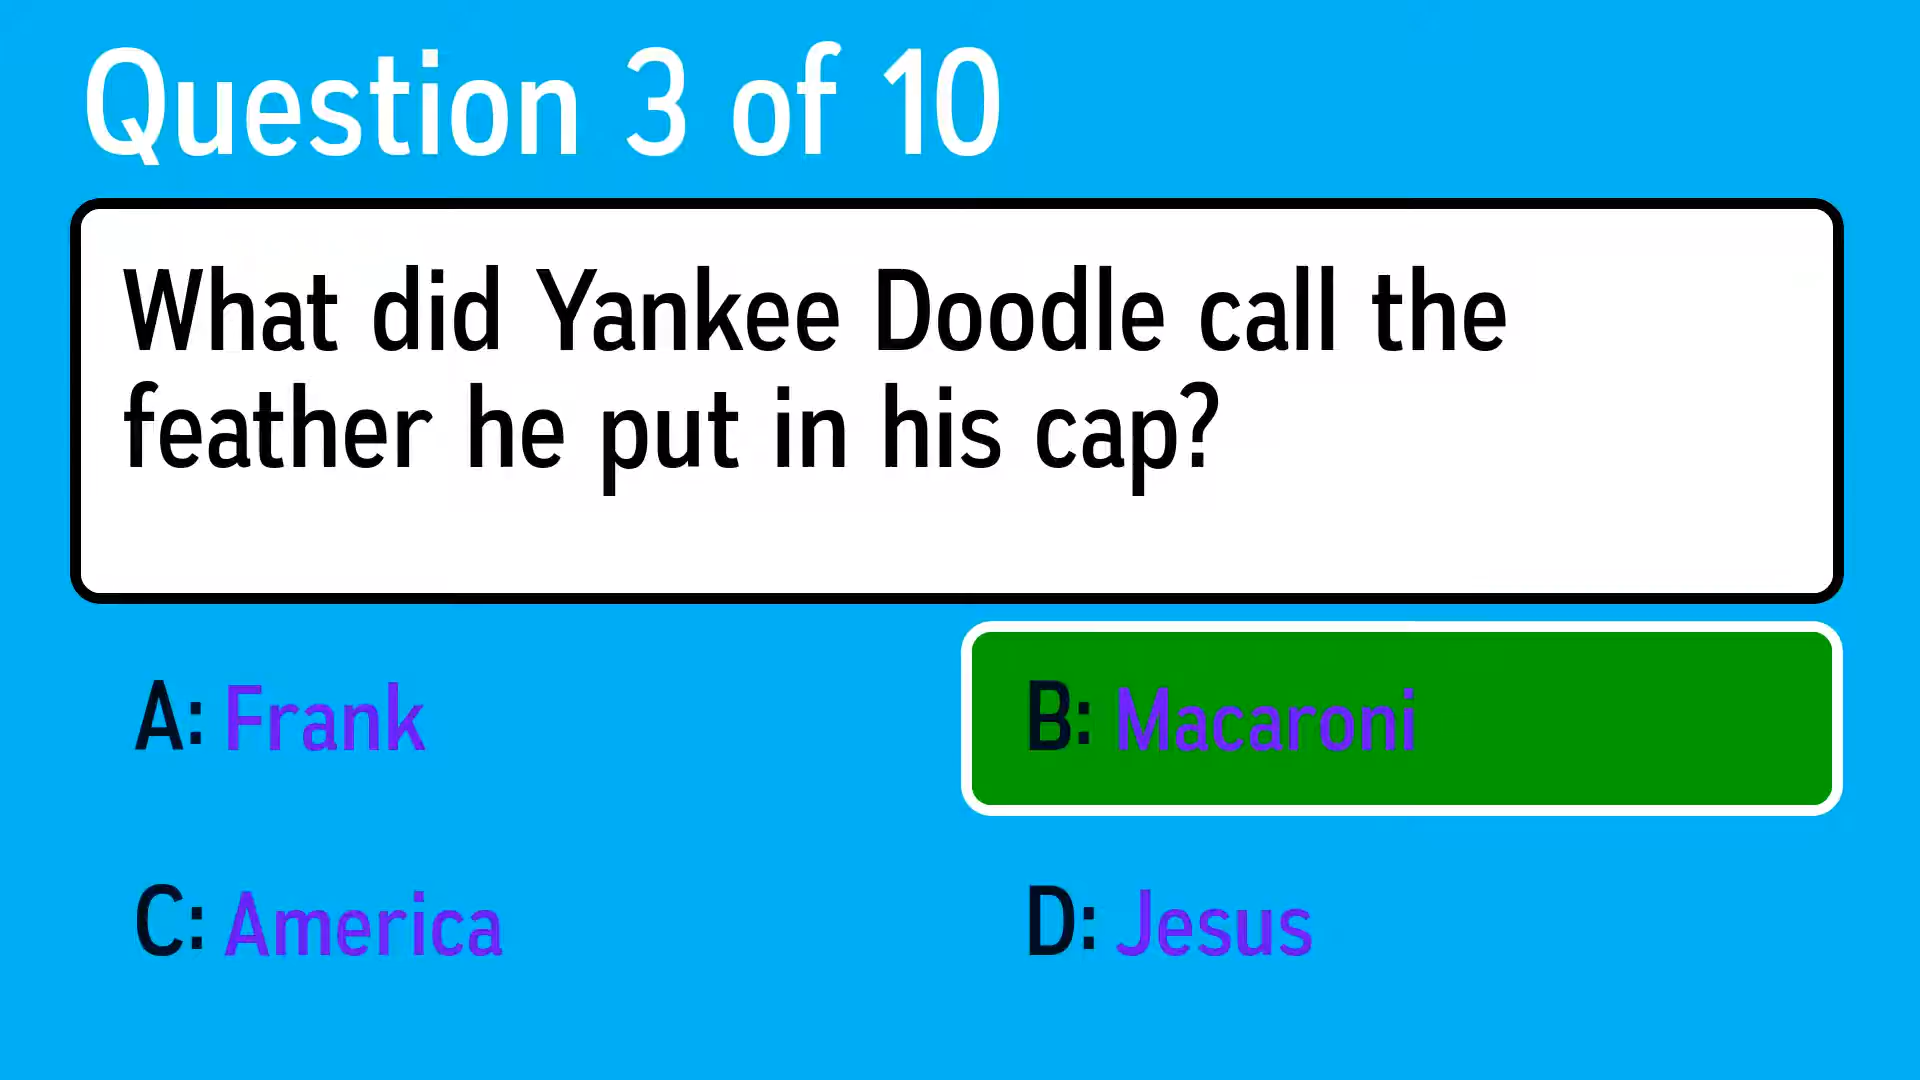 Question 3 of 10
What did Yankee Doodle call the
feather he put in his cap?
A: Frank
B: Macaroni
C: America
D: Jesus